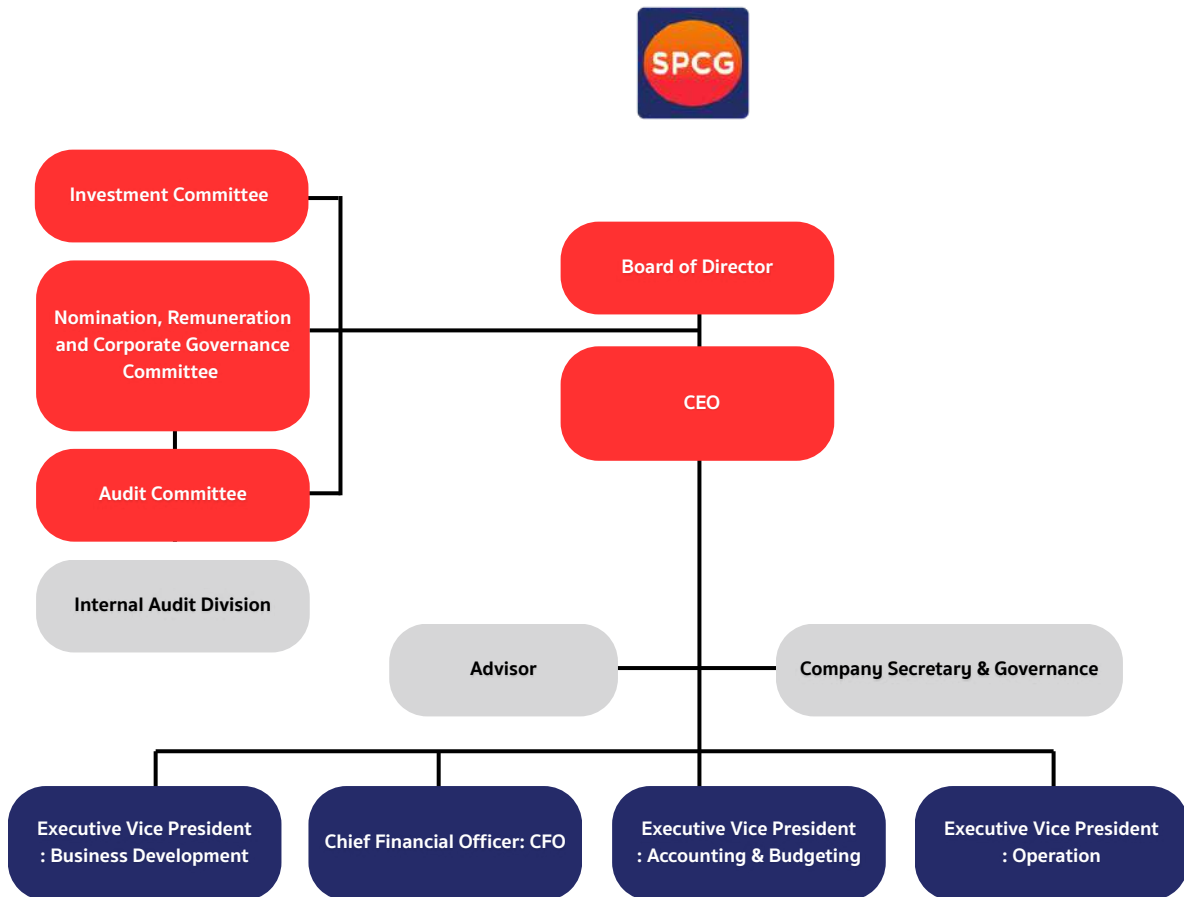 SPCG
Investment Committee
Board of Director
Nomination, Remuneration
and Corporate Governance
Committee
CEO
Audit Committee
Internal Audit Division
Advisor
Company Secretary & Governance
Executive Vice President
: Business Development
Chief Financial Officer: CFO
Executive Vice President
: Accounting & Budgeting
Executive Vice President
: Operation